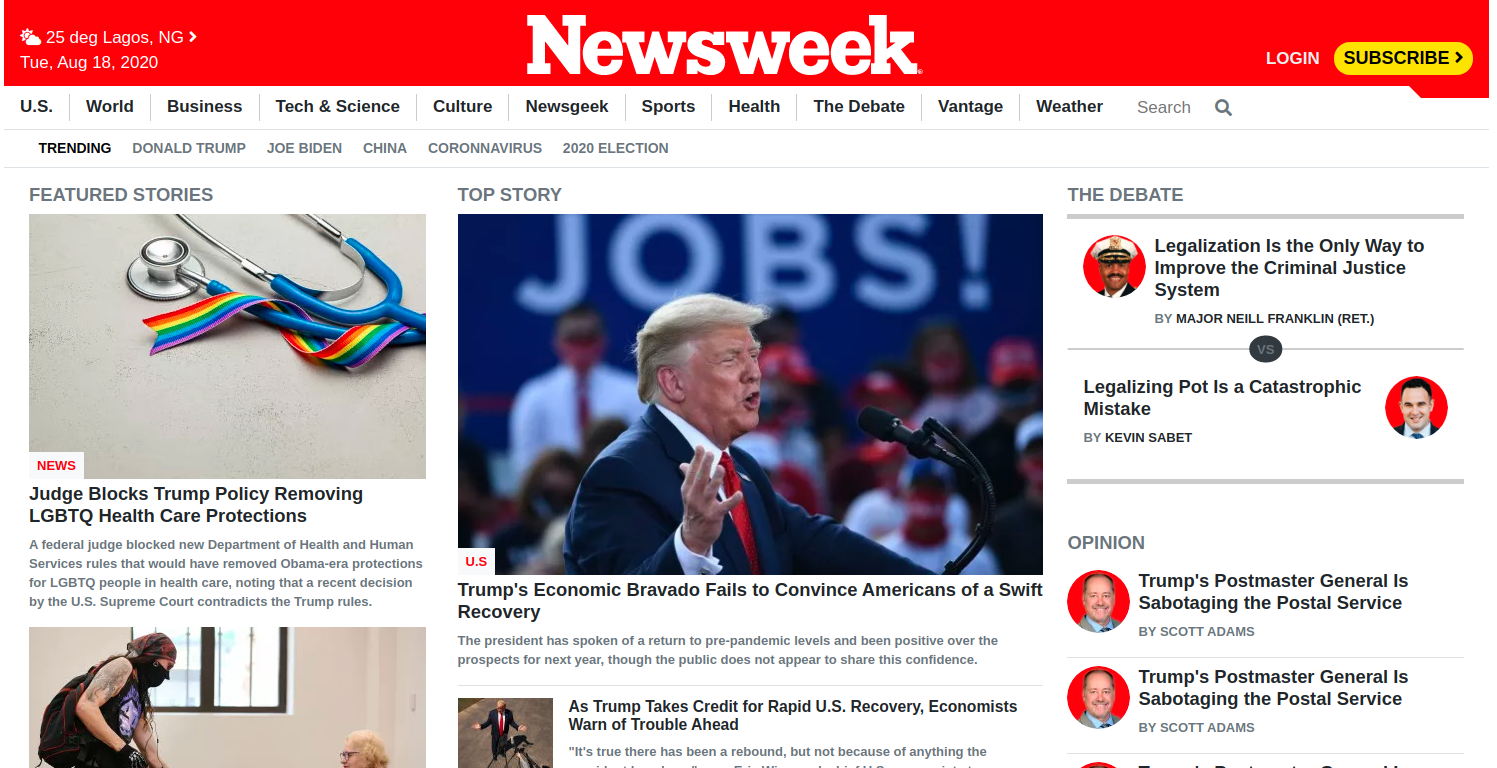 25 deg Lagos, NG
Tue, Aug 18, 2020
Newsweek
LOGIN
SUBSCRIBE
U.S.
World
Business
Tech & Science
Culture
Newsgeek
Sports
Health
The Debate
Vantage
Weather
Search
TRENDING
DONALD TRUMP
JOE BIDEN
CHINA
CORONNAVIRUS
2020 ELECTION
FEATURED STORIES
NEWS
Judge Blocks Trump Policy Removing
LGBTQ Health Care Protections
A federal judge blocked new Department of Health and Human
Services rules that would have removed Obama-era protections
for LGBTQ people in health care, noting that a recent decision
by the U.S. Supreme Court contradicts the Trump rules.
TOP STORY
JOBS!
U.S
Trump's Economic Bravado Fails to Convince Americans of a Swift
Recovery
The president has spoken of a return to pre-pandemic levels and been positive over the
prospects for next year, though the public does not appear to share this confidence.
As Trump Takes Credit for Rapid U.S. Recovery, Economists
Warn of Trouble Ahead
"It's true there has been a rebound, but not because of anything the
THE DEBATE
Legalization Is the Only Way to
Improve the Criminal Justice
System
BY MAJOR NEILL FRANKLIN (RET.)
VS
Legalizing Pot Is a Catastrophic
Mistake
BY KEVIN SABET
OPINION
Trump's Postmaster General Is
Sabotaging the Postal Service
BY SCOTT ADAMS
Trump's Postmaster General Is
Sabotaging the Postal Service
BY SCOTT ADAMS